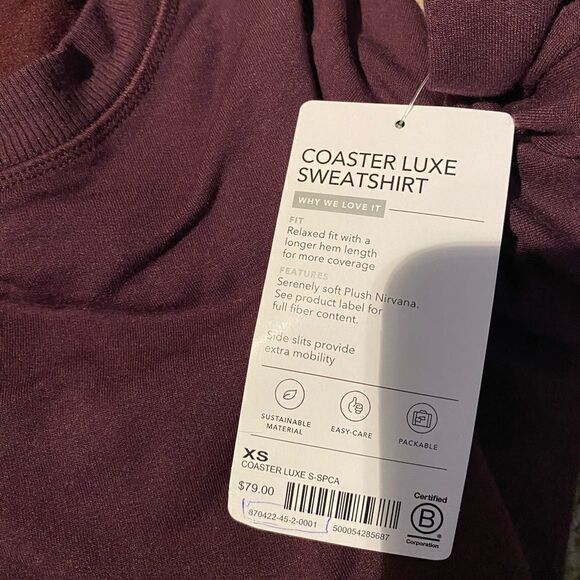 COASTER LUXE
SWEATSHIRT
WHY WE LOVE IT
FIT
Relaxed fit with a
longer hem length
for more coverage
FEATURES
Serenely soft Plush Nirvana.
See product label for
full fiber content.
Side slits provide
extra mobility
SUSTAINABLE
MATERIAL
EASY-CARE
PACKABLE
XS
COASTER LUXE S-SPCA
$79.00
870422-45-2-0001
500054285687
Certified
B
®
Corporation